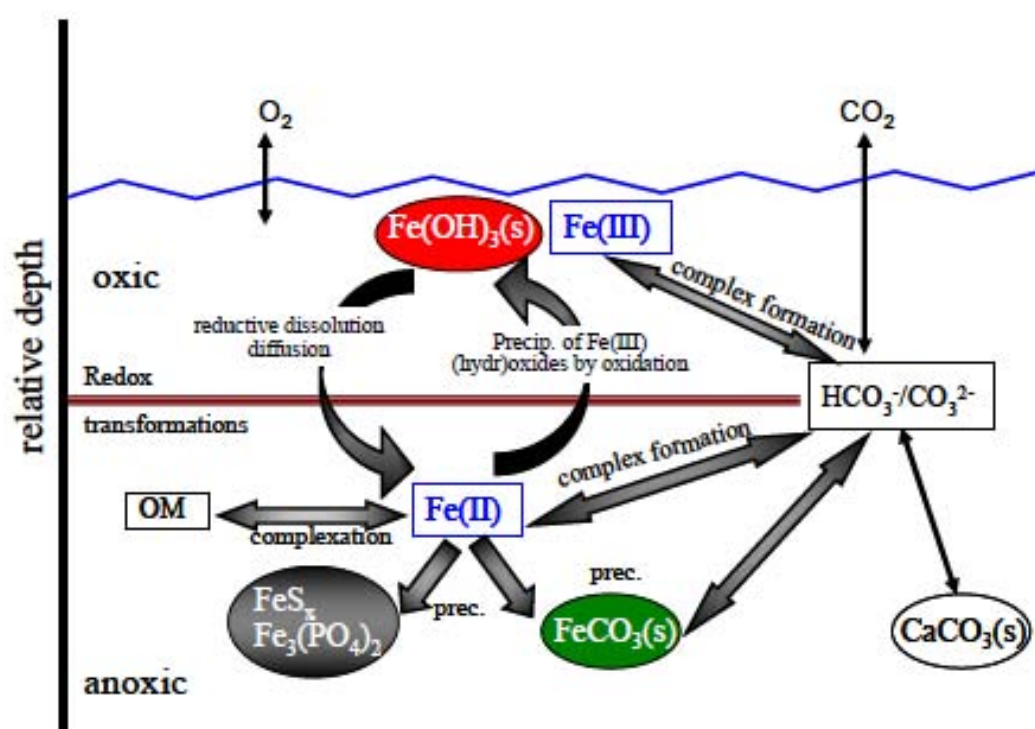 O₂
CO₂
Fe(OH)₃(s)
Fe(III)
relative depth
oxic
complex formation
reductive dissolution
diffusion
Precip. of Fe(III)
(hydr)oxides by oxidation
Redox
transformations
HCO₃⁻/CO₃²⁻
complex formation
OM
Fe(II)
complexation
prec.
prec.
FeSₓ
Fe₃(PO₄)₂
FeCO₃(s)
CaCO₃(s)
anoxic